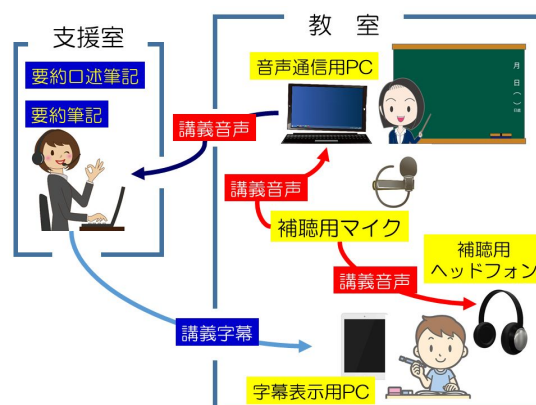 支援室
要約口述筆記
要約筆記
講義音声
教 室
音声通信用PC
月
日
(
)
講義音声
補聴用マイク
講義音声
補聴用
ヘッドフォン
講義字幕
字幕表示用PC